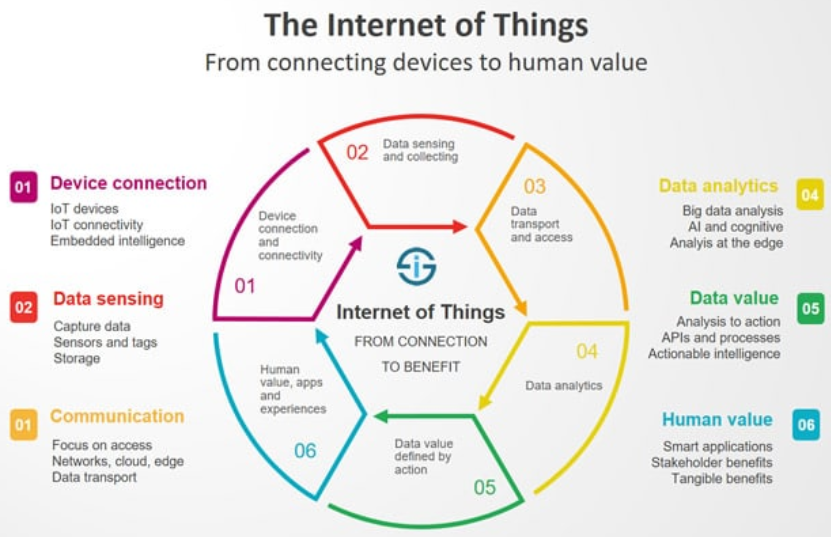 The Internet of Things
From connecting devices to human value
01 Device connection
IoT devices
IoT connectivity
Embedded intelligence
02 Data sensing
Capture data
Sensors and tags
Storage
01 Communication
Focus on access
Networks, cloud, edge
Data transport
Device
connection
and
connectivity
01
02
Data sensing
and collecting
03
Data
transport
and access
04
Data analytics
Data value
defined by
action
05
Human
value, apps
and
experiences
06
SiG
Internet of Things
FROM CONNECTION
TO BENEFIT
Data analytics 04
Big data analysis
AI and cognitive
Analyis at the edge
Data value 05
Analysis to action
APIs and processes
Actionable intelligence
Human value 06
Smart applications
Stakeholder benefits
Tangible benefits